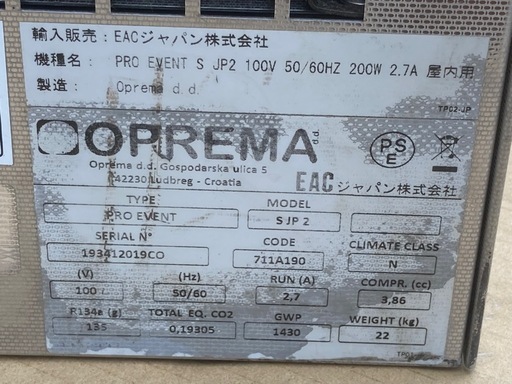 輸入販売： EACジャパン株式会社
機種名： PRO EVENT S JP2 100V 50/60HZ 200W 2.7A 屋内用
製造： Oprema d.d.
TP02-JP
OPREMA d.d.
Oprema d.d. Gospodarska ulica 5
42230 Ludbreg - Croatia
PS E
EACジャパン株式会社
TYPE MODEL
PRO EVENT S JP 2
SERIAL N° CODE CLIMATE CLASS
193412019CO 711A190 N
(V) (Hz) RUN (A) COMPR. (cc)
100 50/60 2,7 3,86
R134a (g) TOTAL EQ. CO2 GWP WEIGHT (kg)
135 0,19305 1430 22